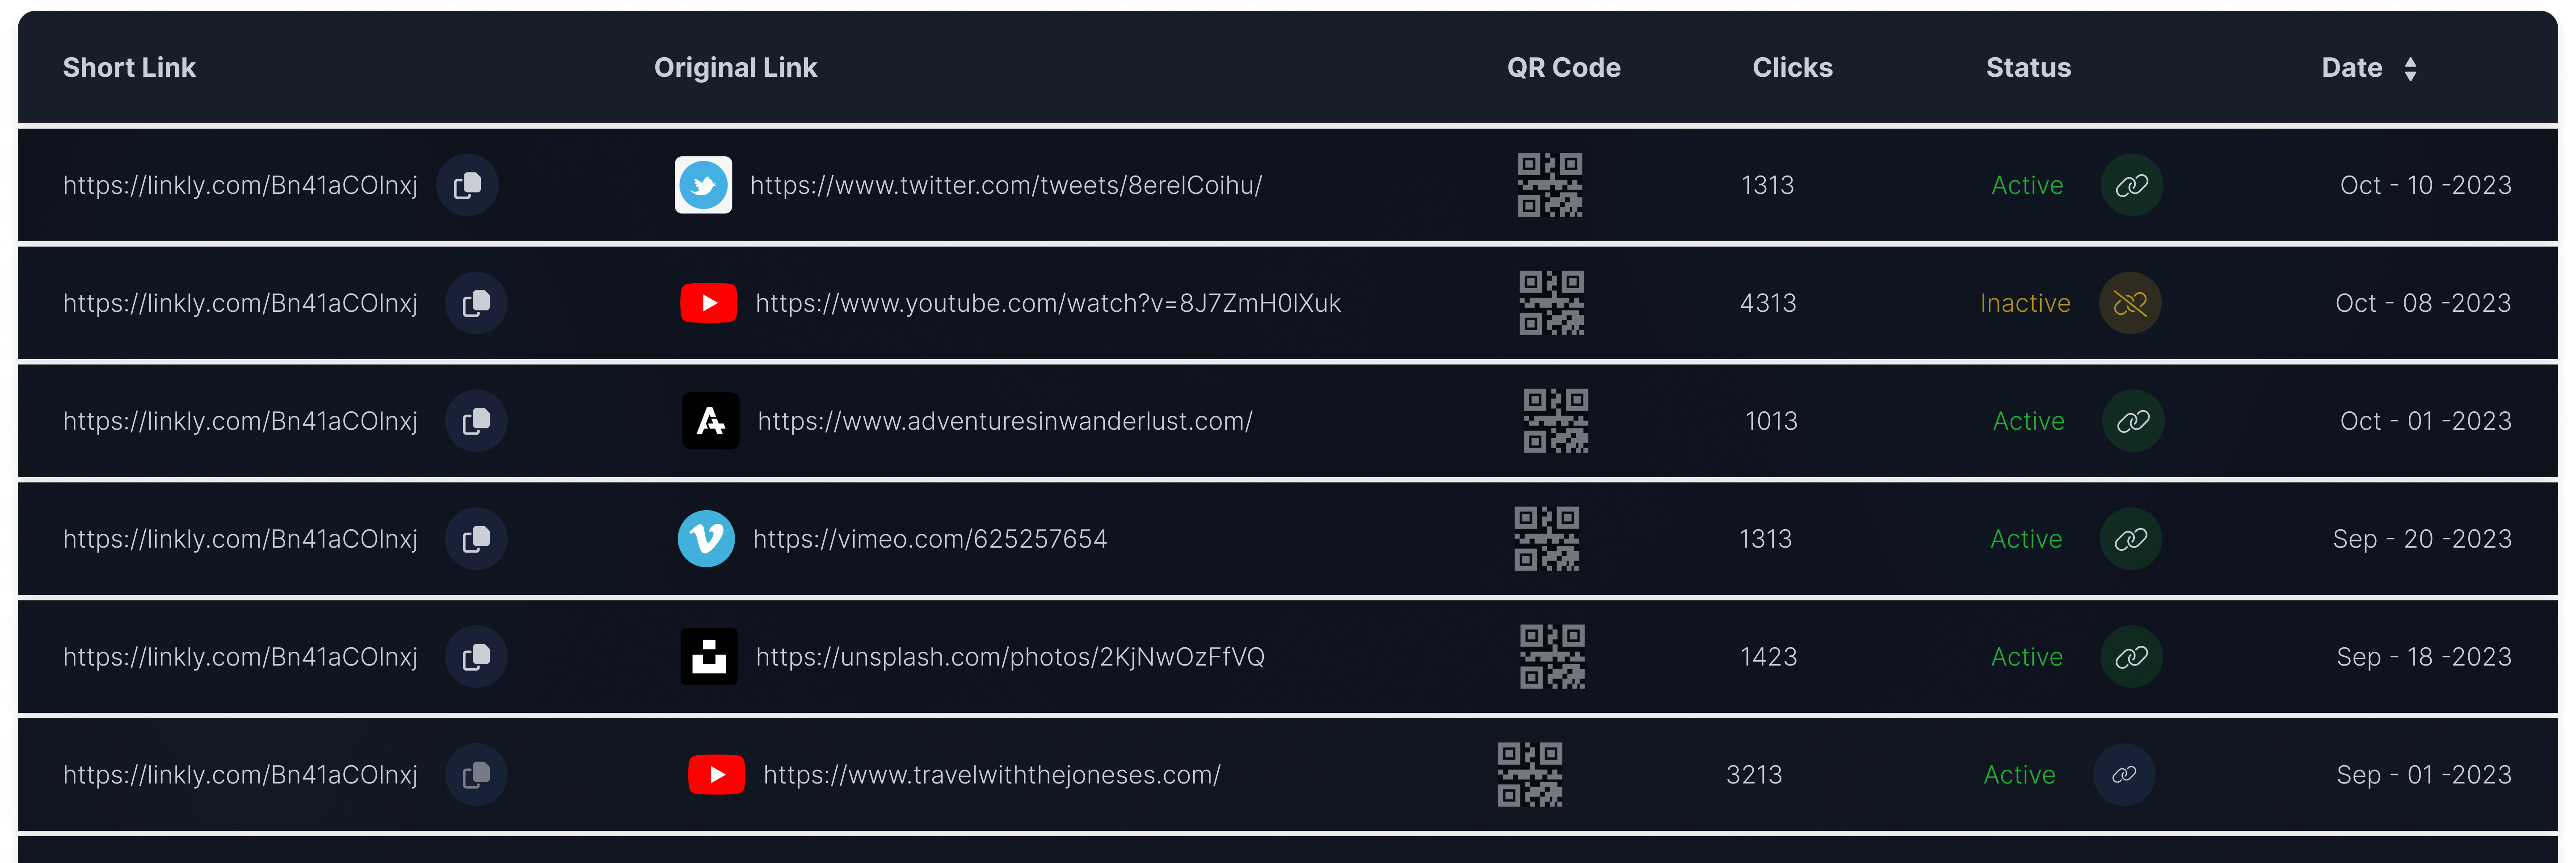 Short Link Original Link QR Code Clicks Status Date
https://linkly.com/Bn41aCOlnxj https://www.twitter.com/tweets/8erelCoihu/ 1313 Active Oct - 10 -2023
https://linkly.com/Bn41aCOlnxj https://www.youtube.com/watch?v=8J7ZmH0lXuk 4313 Inactive Oct - 08 -2023
https://linkly.com/Bn41aCOlnxj https://www.adventuresinwanderlust.com/ 1013 Active Oct - 01 -2023
https://linkly.com/Bn41aCOlnxj https://vimeo.com/625257654 1313 Active Sep - 20 -2023
https://linkly.com/Bn41aCOlnxj https://unsplash.com/photos/2KjNwOzFfVQ 1423 Active Sep - 18 -2023
https://linkly.com/Bn41aCOlnxj https://www.travelwiththejoneses.com/ 3213 Active Sep - 01 -2023